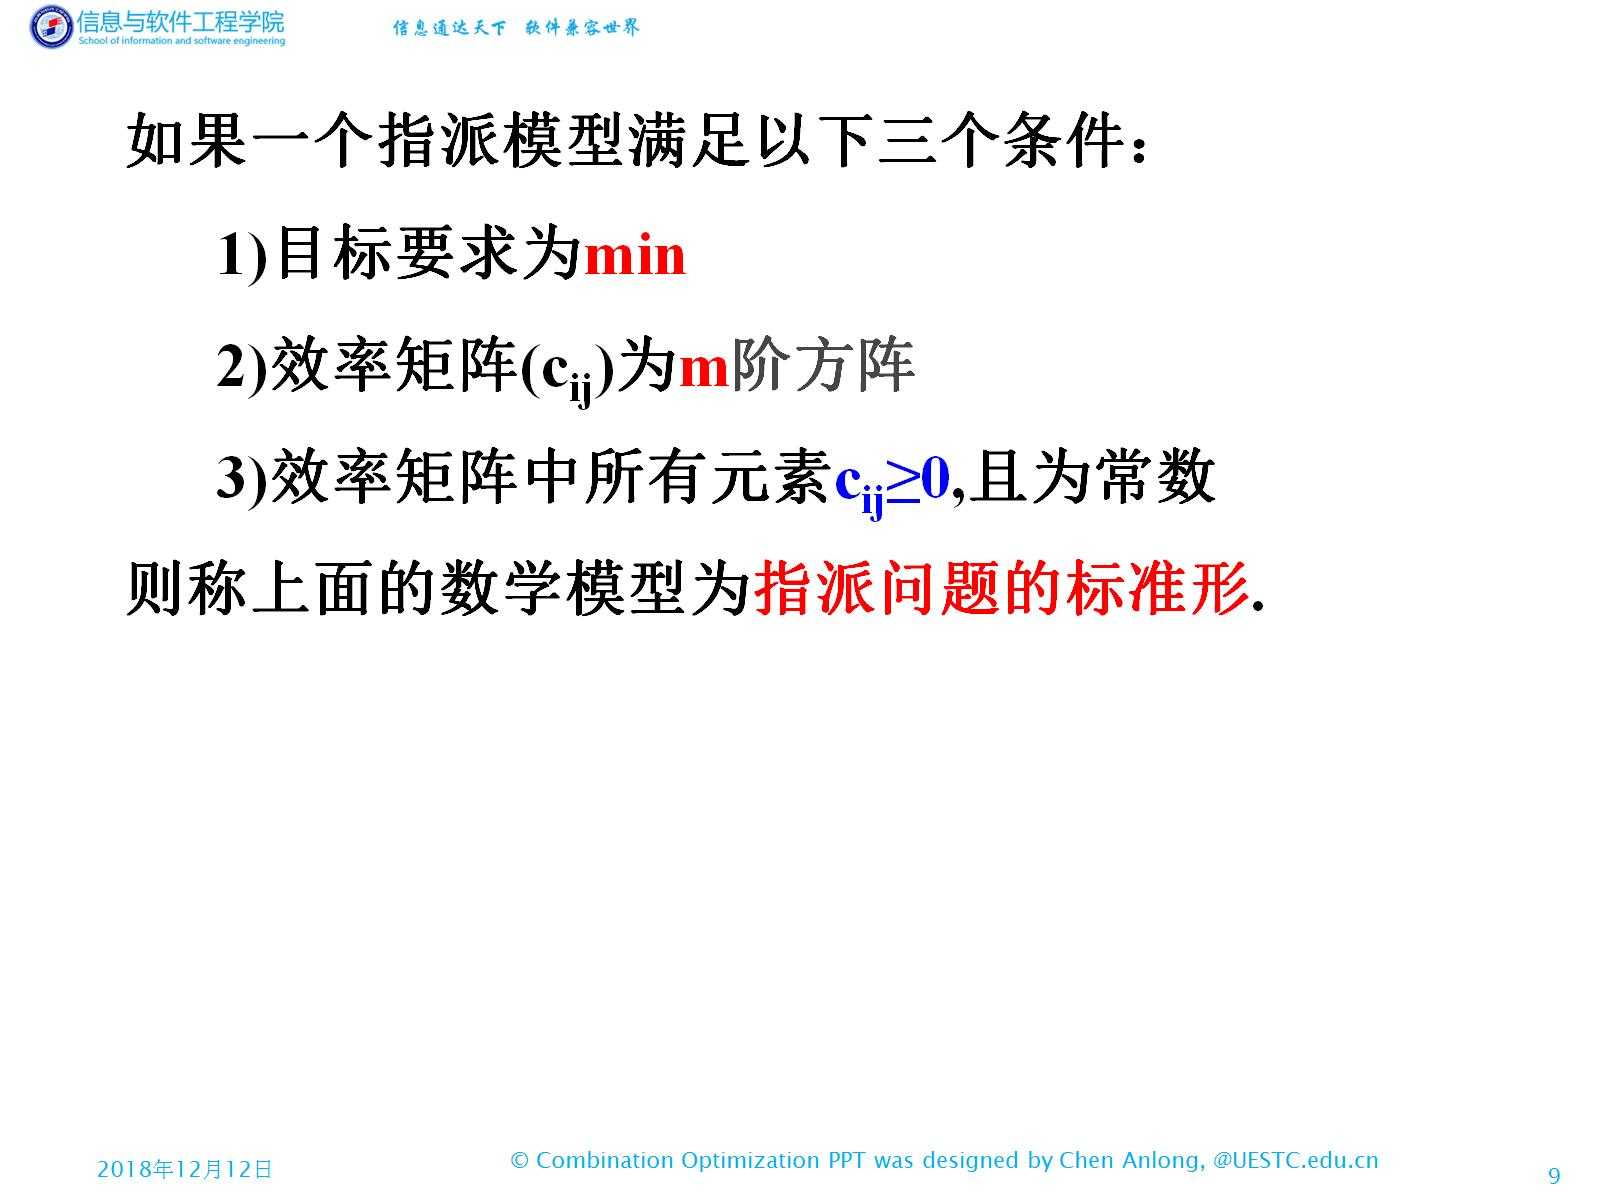 信息与软件工程学院
School of information and software engineering
信息通达天下 软件兼容世界
如果一个指派模型满足以下三个条件：
1)目标要求为min
2)效率矩阵(cij)为m阶方阵
3)效率矩阵中所有元素cij≥0,且为常数
则称上面的数学模型为指派问题的标准形.
2018年12月12日
© Combination Optimization PPT was designed by Chen Anlong, @UESTC.edu.cn
9